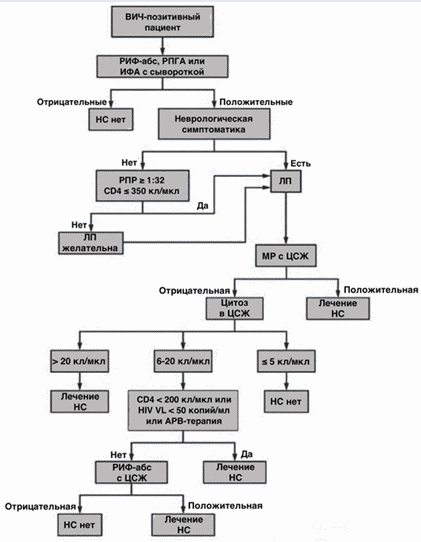 ВИЧ-позитивный
пациент
РИФ-абс, РПГА или
ИФА с сывороткой
Отрицательные
Положительные
НС нет
Неврологическая
симптоматика
Нет
Есть
РПР ≥ 1:32
CD4 ≤ 350 кл/мкл
ЛП
Да
Нет
ЛП
желательна
МР с ЦСЖ
Отрицательная
Положительная
Цитоз
в ЦСЖ
Лечение
НС
> 20 кл/мкл
6-20 кл/мкл
≤ 5 кл/мкл
Лечение
НС
CD4 < 200 кл/мкл или
HIV VL < 50 копий/мл
или АРВ-терапия
НС нет
Нет
Да
РИФ-абс
с ЦСЖ
Лечение
НС
Отрицательная
Положительная
НС нет
Лечение
НС